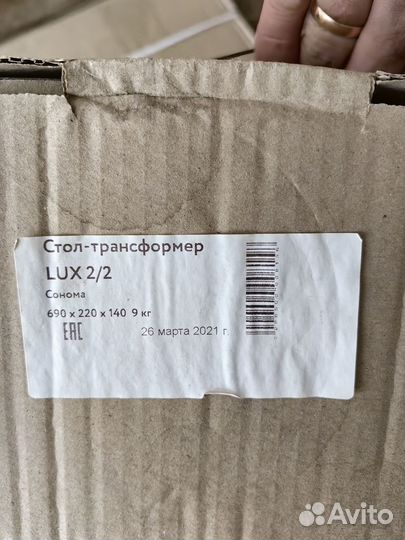 Стол-трансформер
LUX 2/2
Сонома
690 x 220 x 140 9 кг
EAC
26 марта 2021 г
Avito